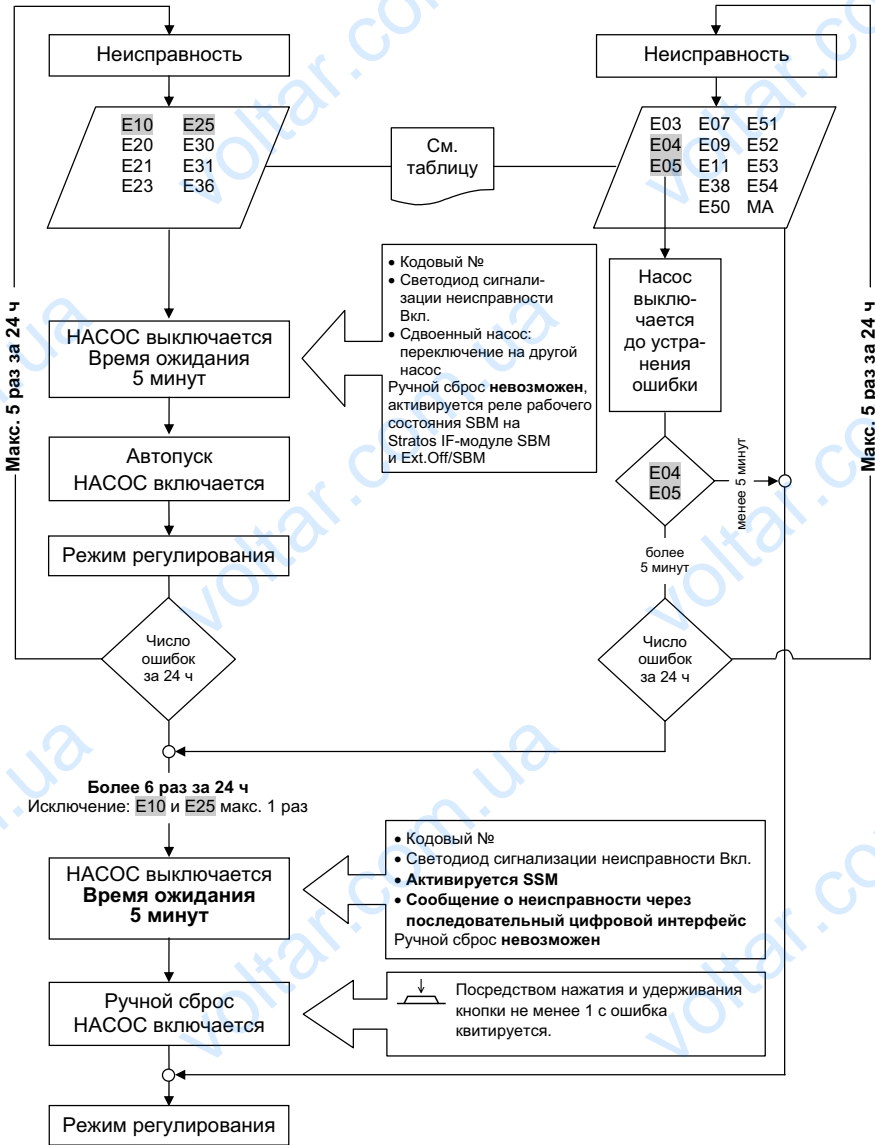 Неисправность
Неисправность
E10 E25
E20 E30
E21 E31
E23 E36
См.
таблицу
E03 E07 E51
E04 E09 E52
E05 E11 E53
E38 E54
E50 MA
Макс. 5 раз за 24 ч
Макс. 5 раз за 24 ч
• Кодовый №
• Светодиод сигнали-
зации неисправности
Вкл.
• Сдвоенный насос:
переключение на другой
насос
Ручной сброс невозможен,
активируется реле рабочего
состояния SBM на
Stratos IF-модуле SBM
и Ext.Off/SBM
Насос
выклю-
чается
до устра-
нения
ошибки
НАСОС выключается
Время ожидания
5 минут
Автопуск
НАСОС включается
E04
E05
менее 5 минут
более
5 минут
Режим регулирования
Число
ошибок
за 24 ч
Число
ошибок
за 24 ч
Более 6 раз за 24 ч
Исключение: E10 и E25 макс. 1 раз
НАСОС выключается
Время ожидания
5 минут
• Кодовый №
• Светодиод сигнализации неисправности Вкл.
• Активируется SSM
• Сообщение о неисправности через
последовательный цифровой интерфейс
Ручной сброс невозможен
Ручной сброс
НАСОС включается
Посредством нажатия и удерживания
кнопки не менее 1 с ошибка
квитируется.
Режим регулирования
voltar.com.ua